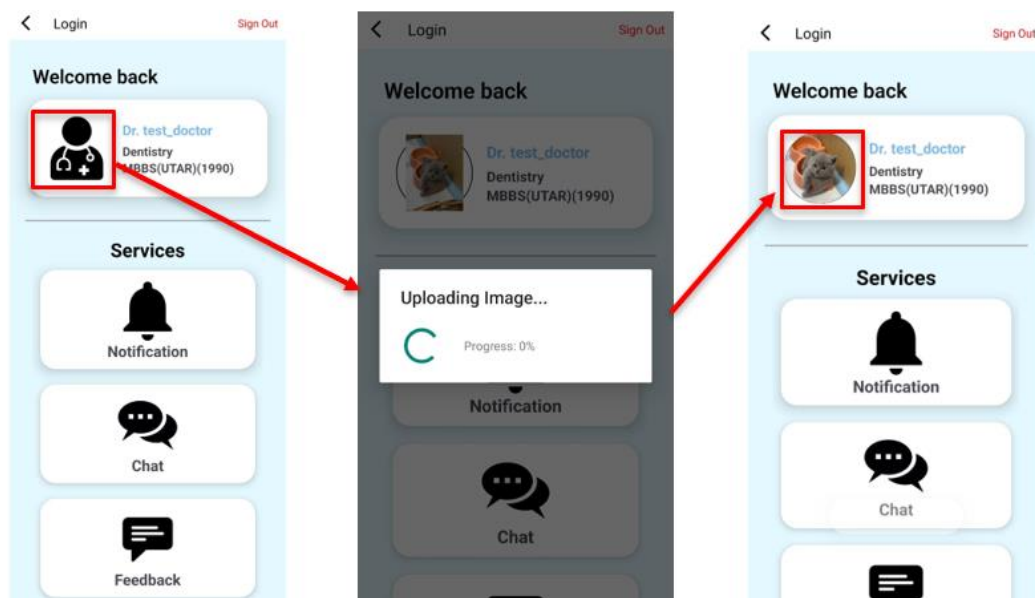 Login
Sign Out
Welcome back
Dr. test_doctor
Dentistry
MBBS(UTAR)(1990)
Services
Notification
Chat
Feedback
Login
Sign Out
Welcome back
Dr. test_doctor
Dentistry
MBBS(UTAR)(1990)
Uploading Image...
Progress: 0%
Notification
Chat
Login
Sign Out
Welcome back
Dr. test_doctor
Dentistry
MBBS(UTAR)(1990)
Services
Notification
Chat